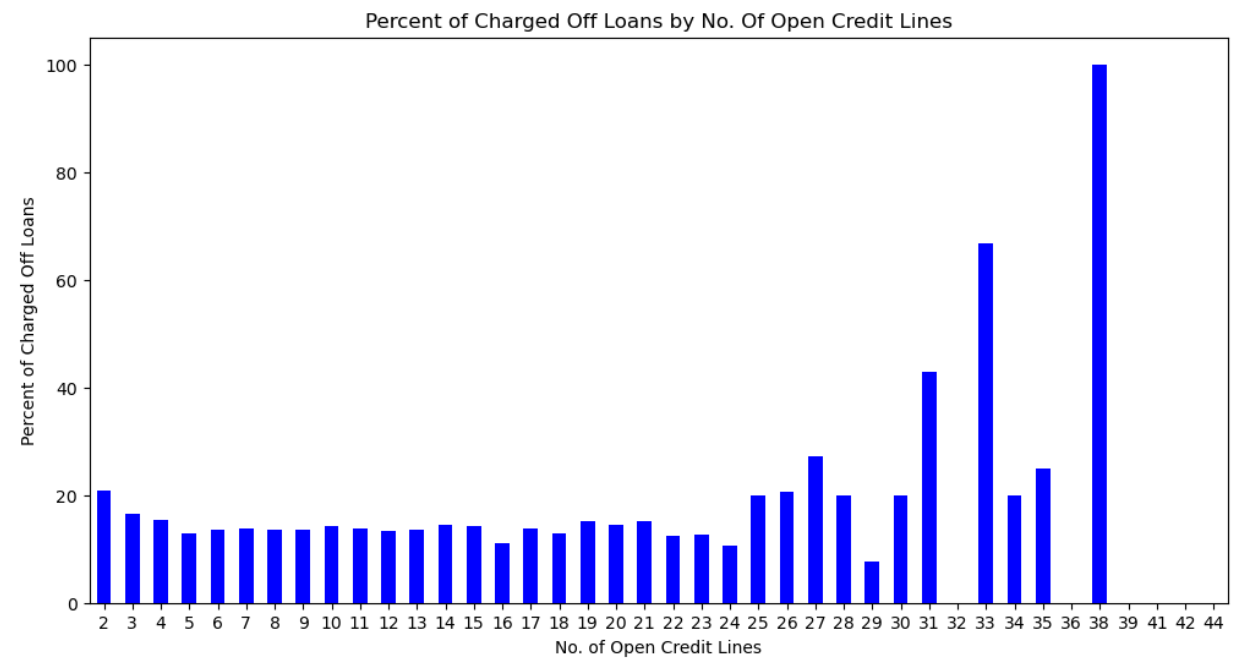 Percent of Charged Off Loans by No. Of Open Credit Lines
Percent of Charged Off Loans
100
80
60
40
20
0
2 3 4 5 6 7 8 9 10 11 12 13 14 15 16 17 18 19 20 21 22 23 24 25 26 27 28 29 30 31 32 33 34 35 36 38 39 41 42 44
No. of Open Credit Lines